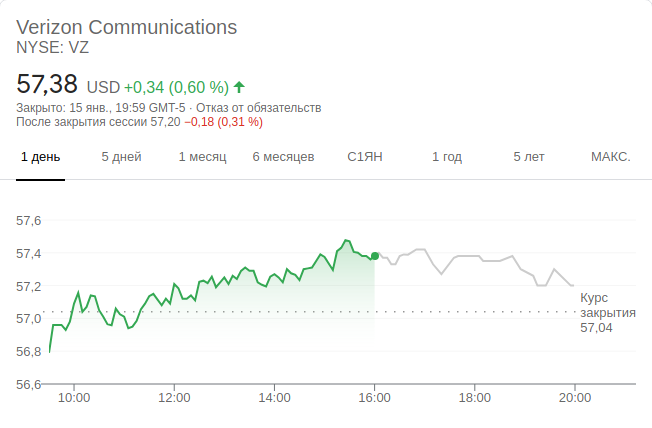 Verizon Communications
NYSE: VZ
57,38 USD +0,34 (0,60 %)
Закрыто: 15 янв., 19:59 GMT-5 · Отказ от обязательств
После закрытия сессии 57,20 −0,18 (0,31 %)
1 день 5 дней 1 месяц 6 месяцев С1ЯН 1 год 5 лет МАКС.
57,6
57,4
57,2
57,0
56,8
56,6
Курс
закрытия
57,04
10:00 12:00 14:00 16:00 18:00 20:00